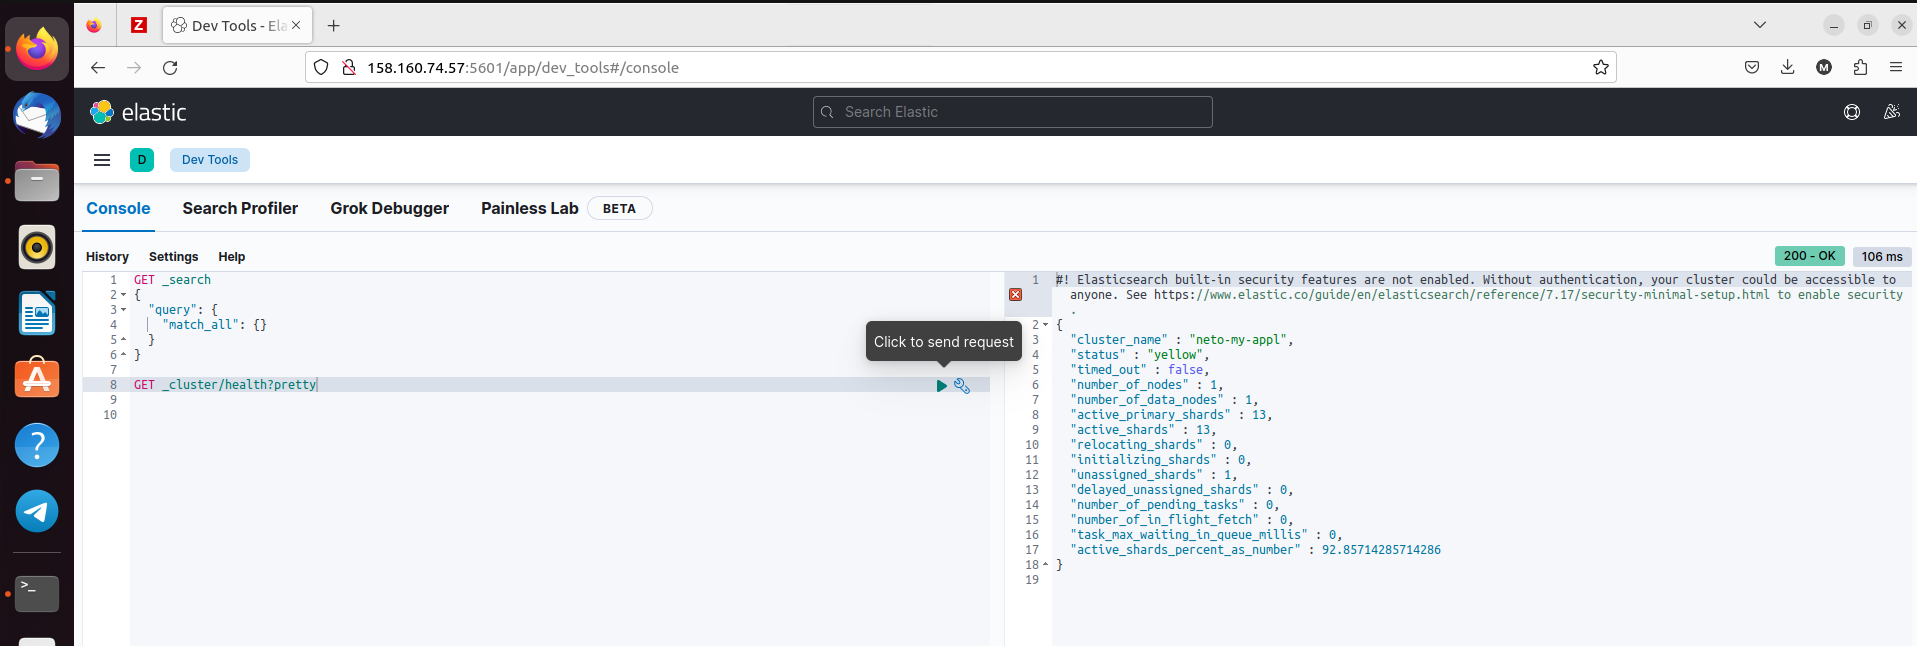 Z
Dev Tools - Ela
158.160.74.57:5601/app/dev_tools#/console
M
elastic
Search Elastic
D
Dev Tools
Console
Search Profiler
Grok Debugger
Painless Lab
BETA
History
Settings
Help
200 - OK
106 ms
1 GET _search
2 {
3 "query": {
4 "match_all": {}
5 }
6 }
7
8 GET _cluster/health?pretty
9
10
Click to send request
1 #! Elasticsearch built-in security features are not enabled. Without authentication, your cluster could be accessible to
anyone. See https://www.elastic.co/guide/en/elasticsearch/reference/7.17/security-minimal-setup.html to enable security
.
2 {
3 "cluster_name" : "neto-my-appl",
4 "status" : "yellow",
5 "timed_out" : false,
6 "number_of_nodes" : 1,
7 "number_of_data_nodes" : 1,
8 "active_primary_shards" : 13,
9 "active_shards" : 13,
10 "relocating_shards" : 0,
11 "initializing_shards" : 0,
12 "unassigned_shards" : 1,
13 "delayed_unassigned_shards" : 0,
14 "number_of_pending_tasks" : 0,
15 "number_of_in_flight_fetch" : 0,
16 "task_max_waiting_in_queue_millis" : 0,
17 "active_shards_percent_as_number" : 92.85714285714286
18 }
19